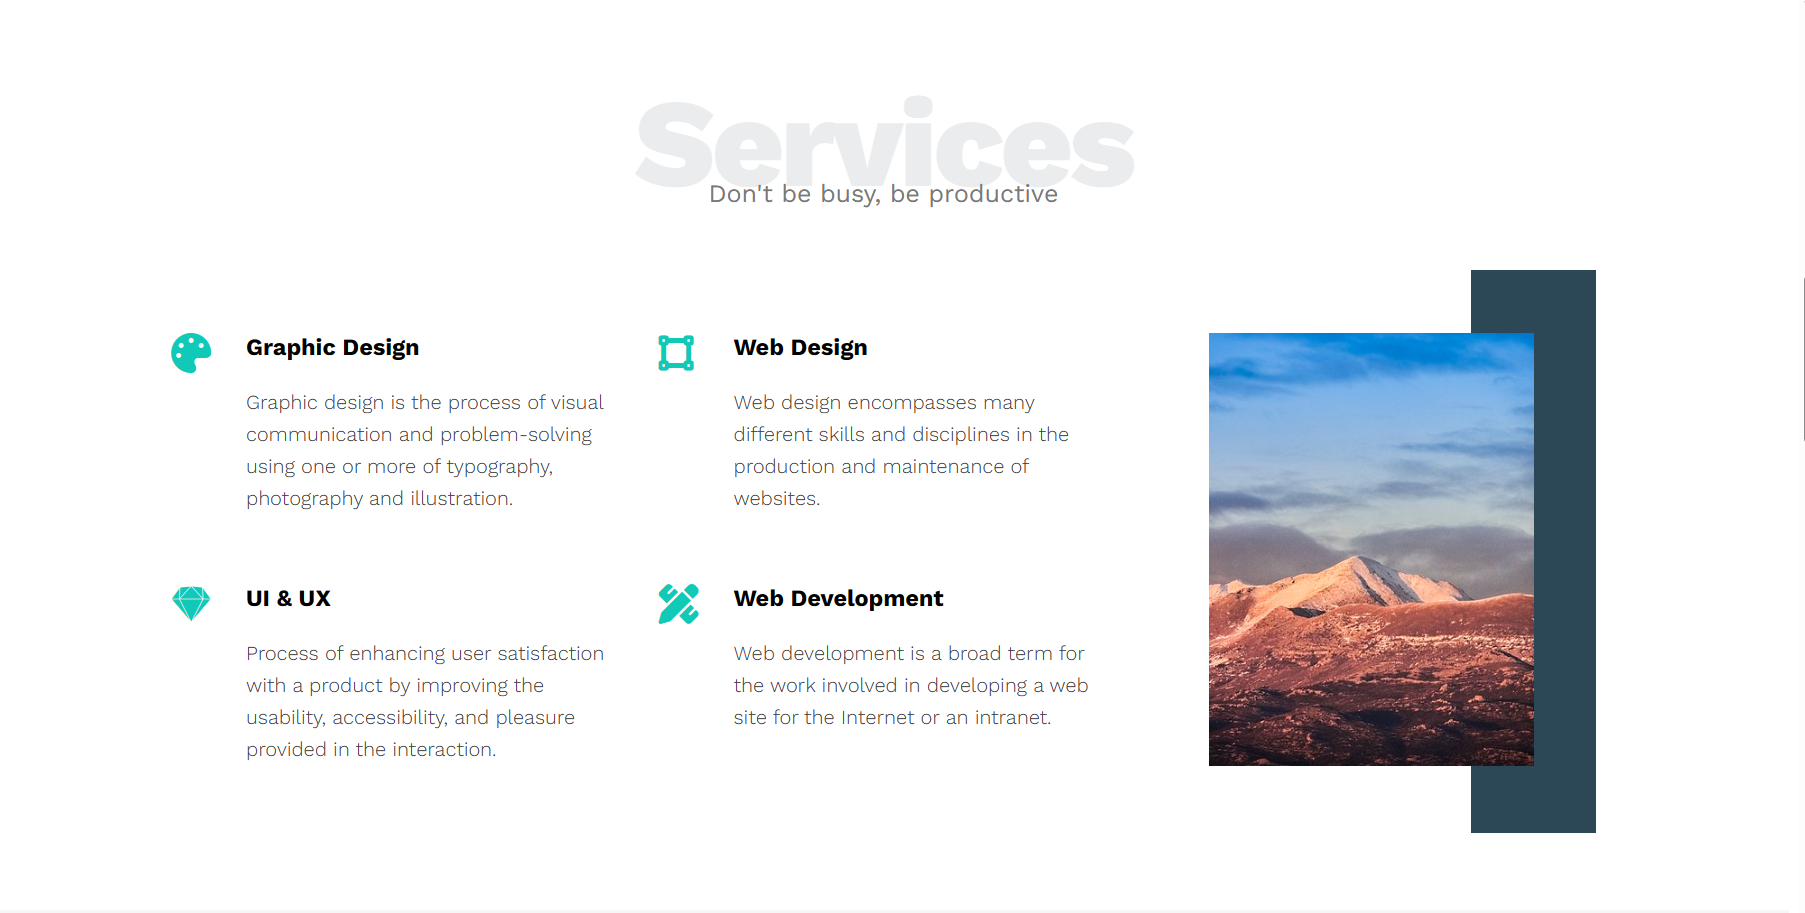 Services
Don't be busy, be productive
Graphic Design
Graphic design is the process of visual
communication and problem-solving
using one or more of typography,
photography and illustration.
Web Design
Web design encompasses many
different skills and disciplines in the
production and maintenance of
websites.
UI & UX
Process of enhancing user satisfaction
with a product by improving the
usability, accessibility, and pleasure
provided in the interaction.
Web Development
Web development is a broad term for
the work involved in developing a web
site for the Internet or an intranet.